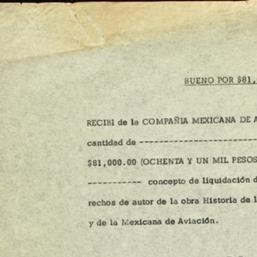 BUENO POR $81,
RECIBI de la COMPAÑIA MEXICANA DE A
cantidad de --------------------
$81,000.00 (OCHENTA Y UN MIL PESOS
---------- concepto de liquidación d
rechos de autor de la obra Historia de l
y de la Mexicana de Aviación.